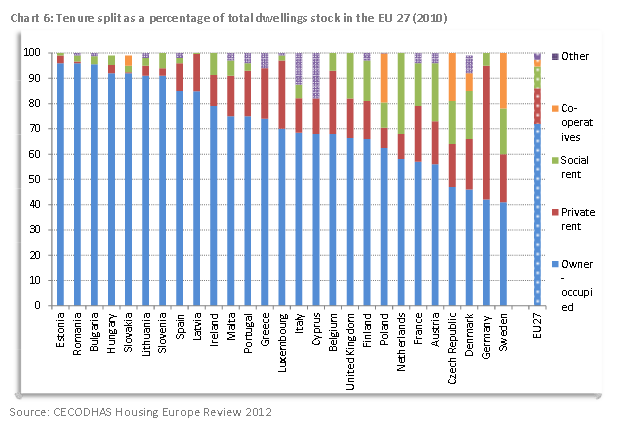 Chart 6: Tenure split as a percentage of total dwellings stock in the EU 27 (2010)
100
90
80
70
60
50
40
30
20
10
0
Estonia
Romania
Bulgaria
Hungary
Slovakia
Lithuania
Slovenia
Spain
Latvia
Ireland
Malta
Portugal
Greece
Luxembourg
Italy
Cyprus
Belgium
United Kingdom
Finland
Poland
Netherlands
France
Austria
Czech Republic
Denmark
Germany
Sweden
EU27
Other
Co-
operat
ives
Social
rent
Private
rent
Owner
-
occupi
ed
Source: CECODHAS Housing Europe Review 2012